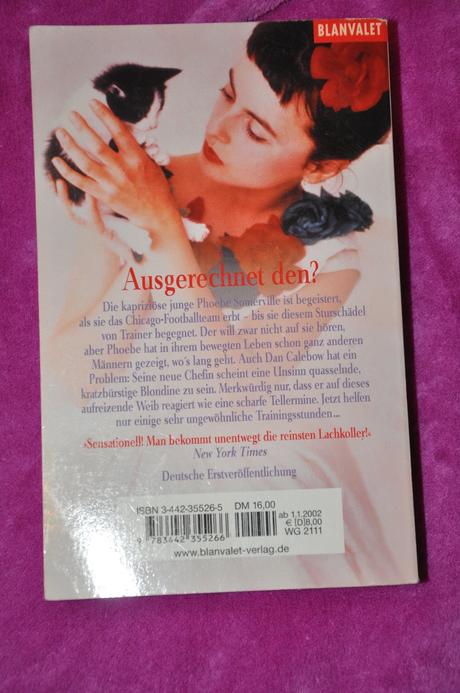 BLANVALET
Ausgerechnet den?
Die kapriziöse junge Phoebe Somerville ist begeistert,
als sie das Chicago-Footballteam erbt – bis sie diesem Sturschädel
von Trainer begegnet. Der will zwar nicht auf sie hören,
aber Phoebe hat in ihrem bewegten Leben schon ganz anderen
Männern gezeigt, wo's lang geht. Auch Dan Calebow hat ein
Problem: Seine neue Chefin scheint eine Unsinn quasselnde,
kratzbürstige Blondine zu sein. Merkwürdig nur, dass er auf dieses
aufreizende Weib reagiert wie eine scharfe Tellermine. Jetzt helfen
nur einige sehr ungewöhnliche Trainingsstunden ...
»Sensationell! Man bekommt unentwegt die reinsten Lachkoller!«
New York Times
Deutsche Erstveröffentlichung
ISBN 3-442-35526-5 DM 16,00 ab 1.1.2002
€ [D] 8,00
WG 2111
9 783442 355266
www.blanvalet-verlag.de